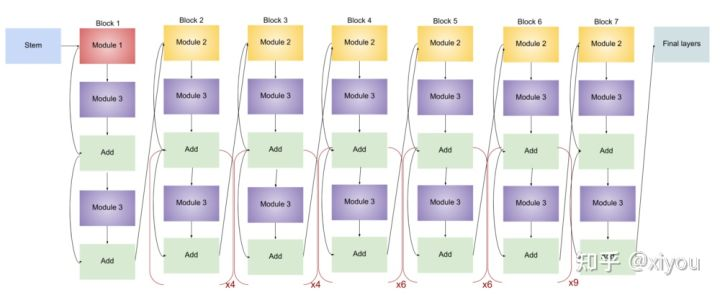 Block 1 Block 2 Block 3 Block 4 Block 5 Block 6 Block 7
Stem Module 1 Module 2 Module 2 Module 2 Module 2 Module 2 Module 2 Final layers
Module 3 Module 3 Module 3 Module 3 Module 3 Module 3 Module 3
Add Add Add Add Add Add Add
Module 3 Module 3 Module 3 Module 3 Module 3 Module 3 Module 3
Add Add Add Add Add Add Add
x4 x4 x6 x6 x9
知乎 @xiyou